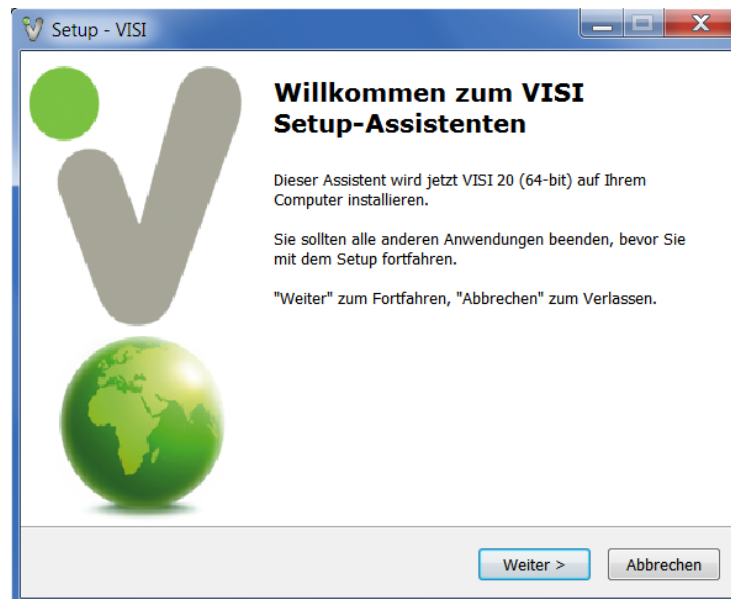 Setup - VISI
Willkommen zum VISI
Setup-Assistenten
Dieser Assistent wird jetzt VISI 20 (64-bit) auf Ihrem
Computer installieren.
Sie sollten alle anderen Anwendungen beenden, bevor Sie
mit dem Setup fortfahren.
"Weiter" zum Fortfahren, "Abbrechen" zum Verlassen.
Weiter >
Abbrechen